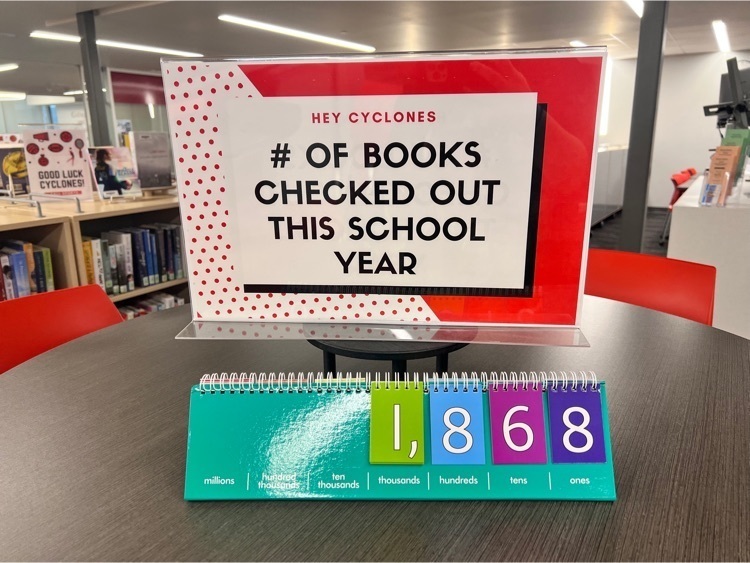 HEY CYCLONES
# OF BOOKS
CHECKED OUT
THIS SCHOOL
YEAR
GOOD LUCK
CYCLONES!
1,868
millions
hundred
thousands
ten
thousands
thousands
hundreds
tens
ones